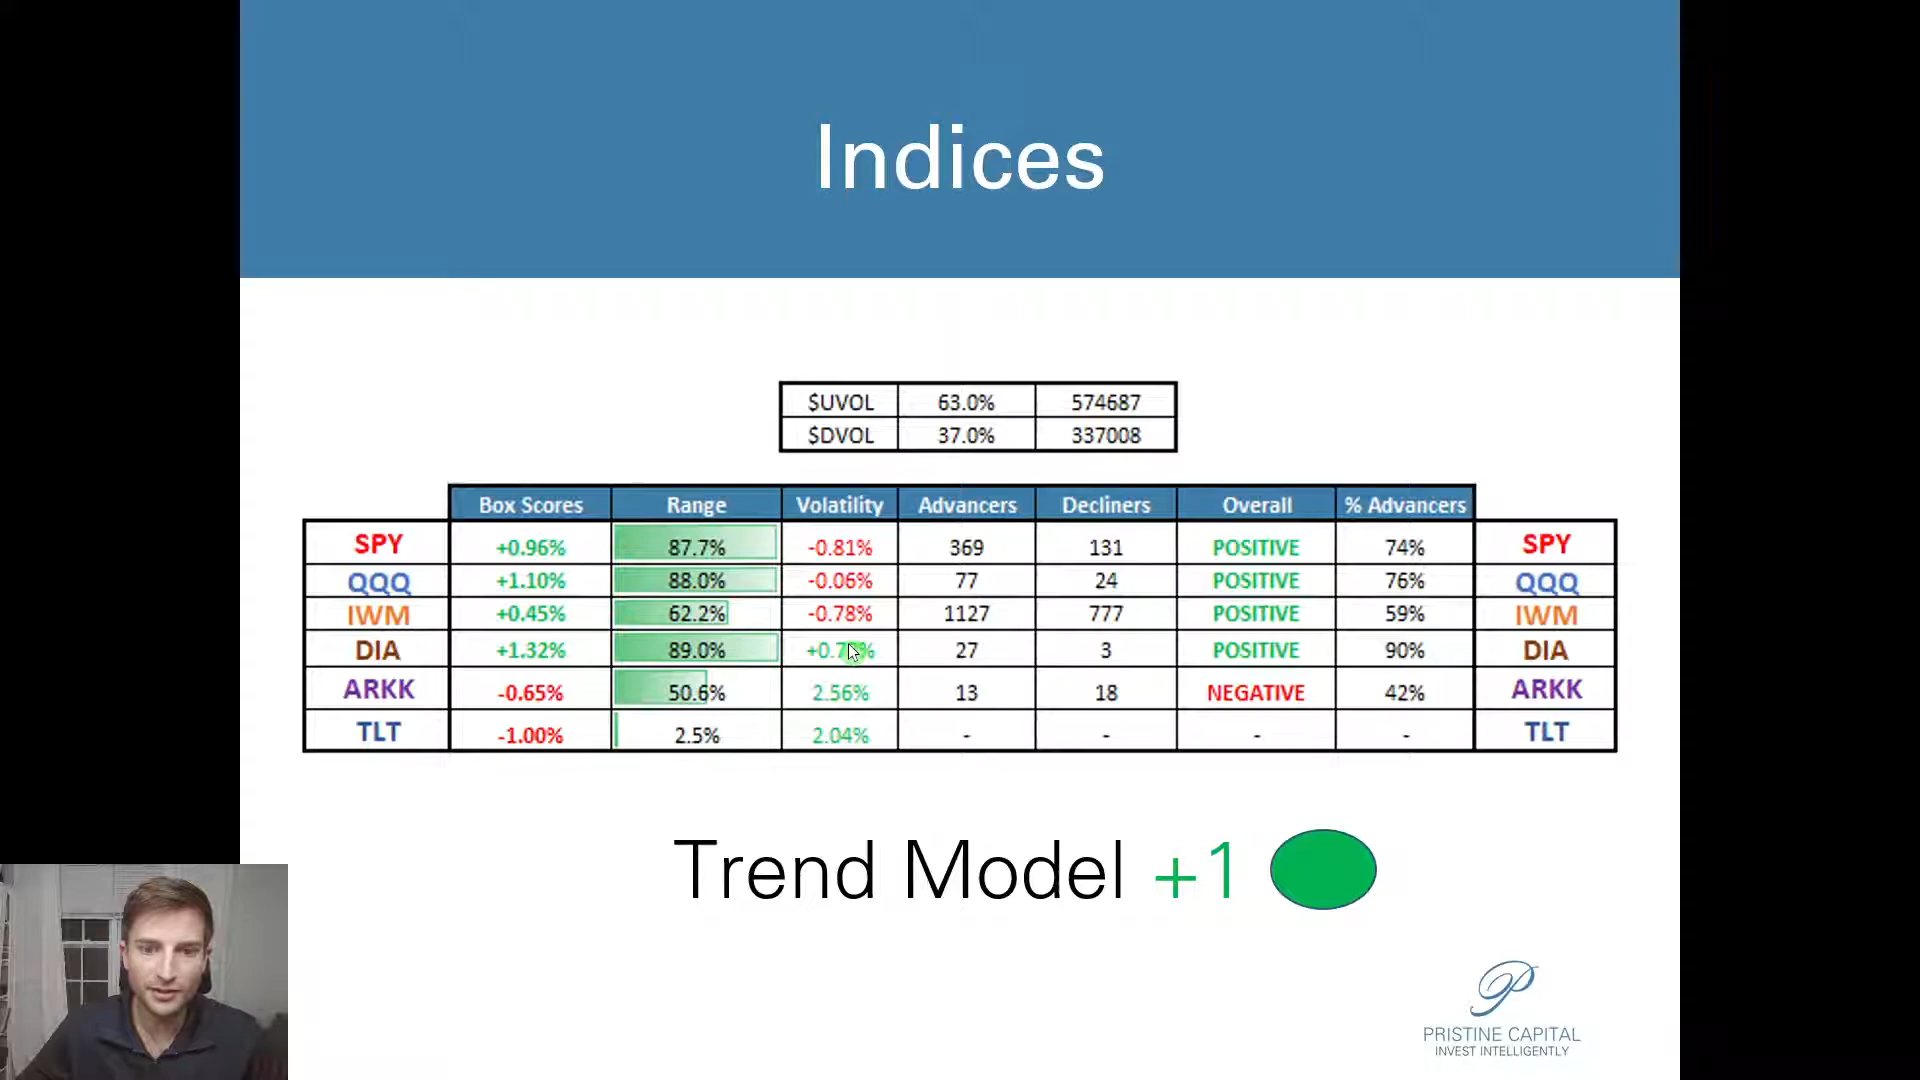 Indices
$UVOL 63.0% 574687
$DVOL 37.0% 337008
Box Scores Range Volatility Advancers Decliners Overall % Advancers
SPY +0.96% 87.7% -0.81% 369 131 POSITIVE 74% SPY
QQQ +1.10% 88.0% -0.06% 77 24 POSITIVE 76% QQQ
IWM +0.45% 62.2% -0.78% 1127 777 POSITIVE 59% IWM
DIA +1.32% 89.0% 27 3 POSITIVE 90% DIA
ARKK -0.65% 50.6% 2.56% 13 18 NEGATIVE 42% ARKK
TLT -1.00% 2.5% 2.04% - - - - TLT
Trend Model +1
P
PRISTINE CAPITAL
INVEST INTELLIGENTLY